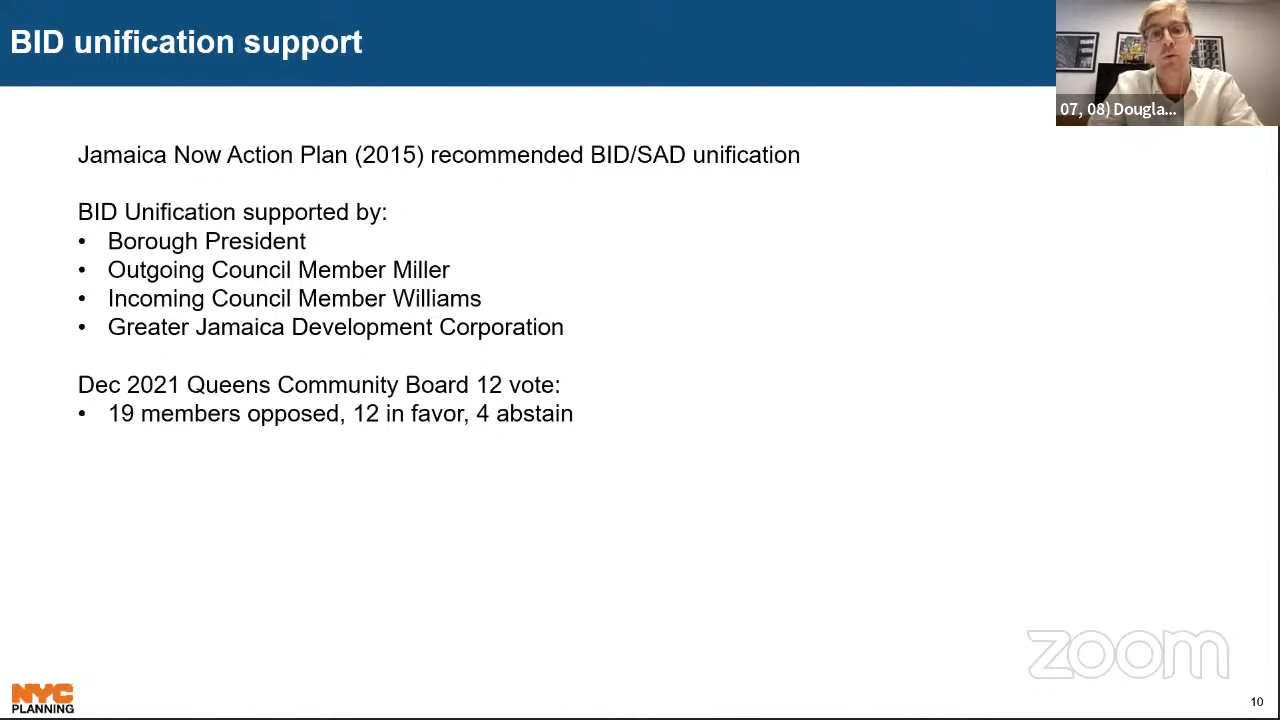 BID unification support
07, 08) Dougla...
Jamaica Now Action Plan (2015) recommended BID/SAD unification
BID Unification supported by:
• Borough President
• Outgoing Council Member Miller
• Incoming Council Member Williams
• Greater Jamaica Development Corporation
Dec 2021 Queens Community Board 12 vote:
• 19 members opposed, 12 in favor, 4 abstain
zoom
NYC
PLANNING
10